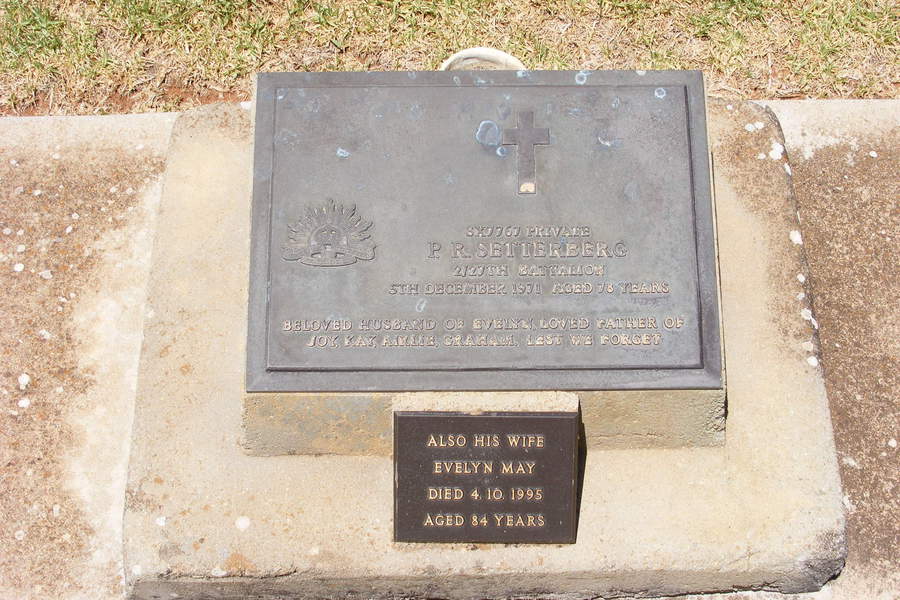 SX7767 PRIVATE
P. R. SETTERBERG
2/27TH BATTALION
5TH DECEMBER 1971 AGED 78 YEARS
BELOVED HUSBAND OF EVELYN, LOVED FATHER OF
JOY, KAY, GRAHAM, LEST WE FORGET
ALSO HIS WIFE
EVELYN MAY
DIED 4. 10. 1995
AGED 84 YEARS